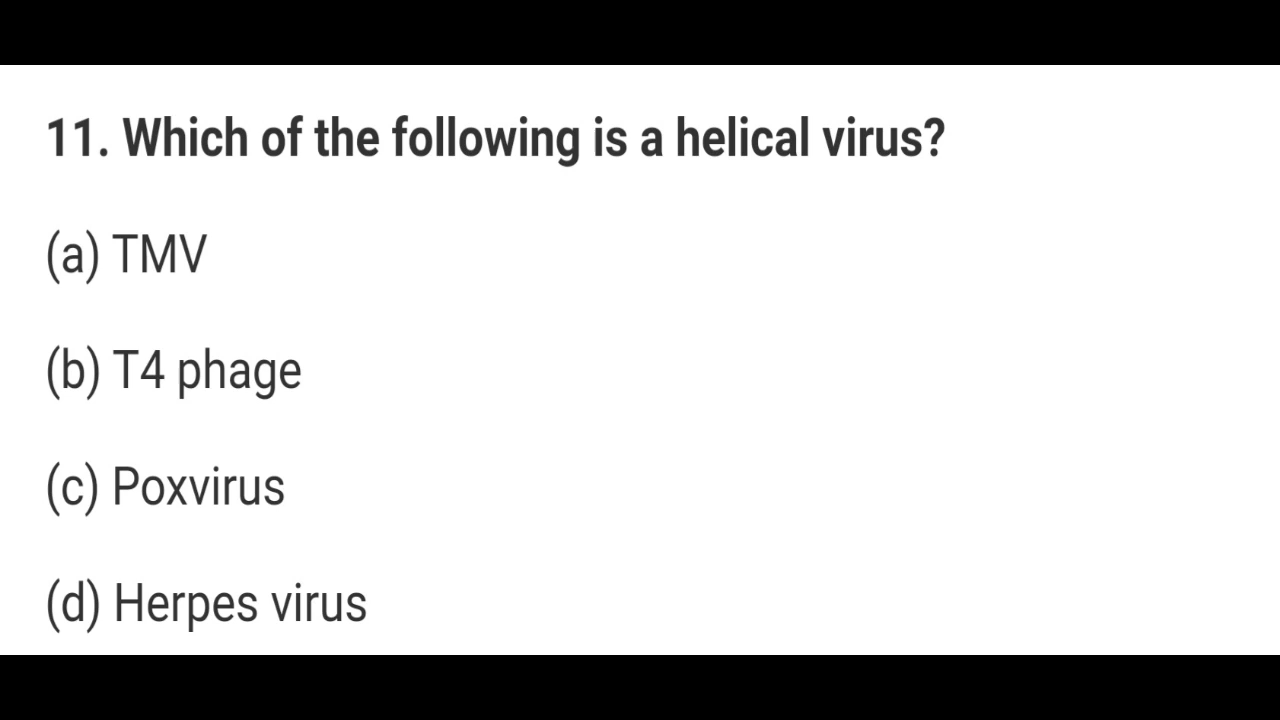 11. Which of the following is a helical virus?
(a) TMV
(b) T4 phage
(c) Poxvirus
(d) Herpes virus